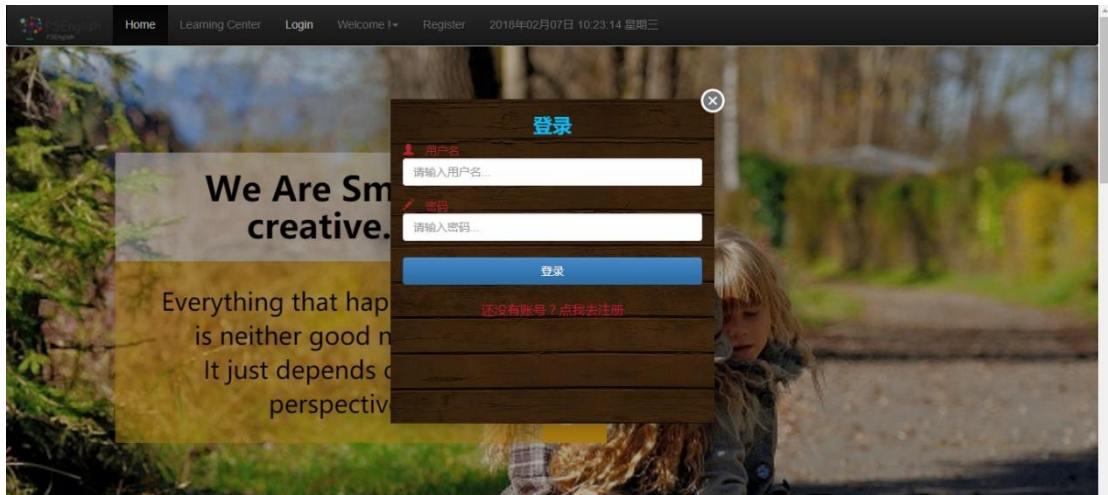 PSEnglish
PSEnglish
Home Learning Center Login Welcome ! Register 2018年02月07日 10:23:14 星期三
登录
用户名
请输入用户名...
密码
请输入密码...
登录
还没有账号？点我去注册
We Are Sm
creative.
Everything that hap
is neither good n
It just depends o
perspectiv